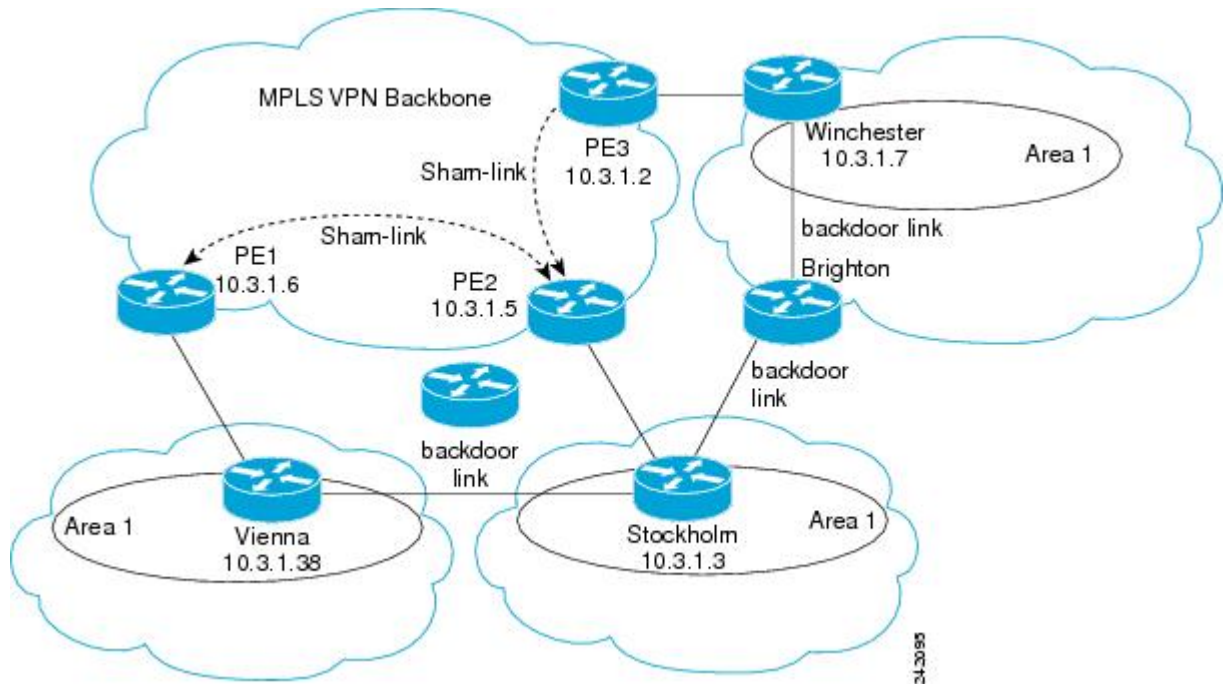 MPLS VPN Backbone
PE3
10.3.1.2
Winchester
10.3.1.7
Area 1
Sham-link
Sham-link
backdoor link
PE1
10.3.1.6
PE2
10.3.1.5
Brighton
backdoor
link
backdoor
link
Area 1
Vienna
10.3.1.38
Stockholm
10.3.1.3
Area 1
243095